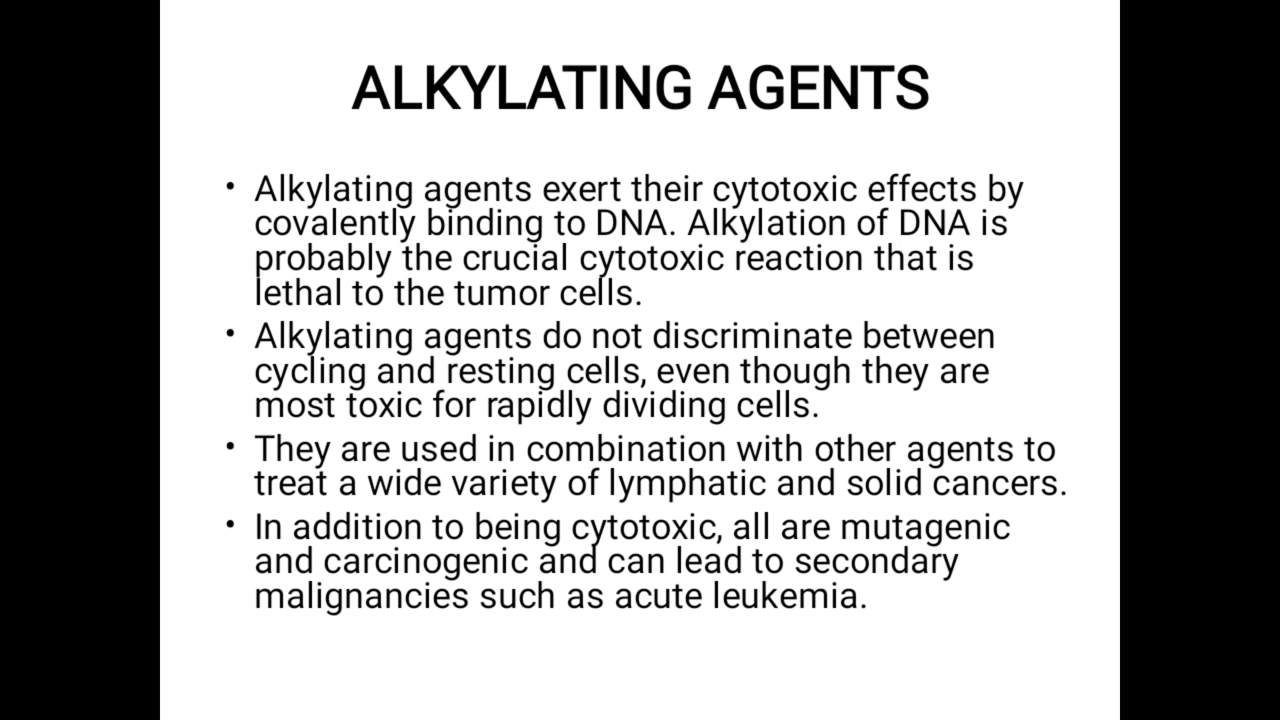 ALKYLATING AGENTS
• Alkylating agents exert their cytotoxic effects by
covalently binding to DNA. Alkylation of DNA is
probably the crucial cytotoxic reaction that is
lethal to the tumor cells.
• Alkylating agents do not discriminate between
cycling and resting cells, even though they are
most toxic for rapidly dividing cells.
• They are used in combination with other agents to
treat a wide variety of lymphatic and solid cancers.
• In addition to being cytotoxic, all are mutagenic
and carcinogenic and can lead to secondary
malignancies such as acute leukemia.